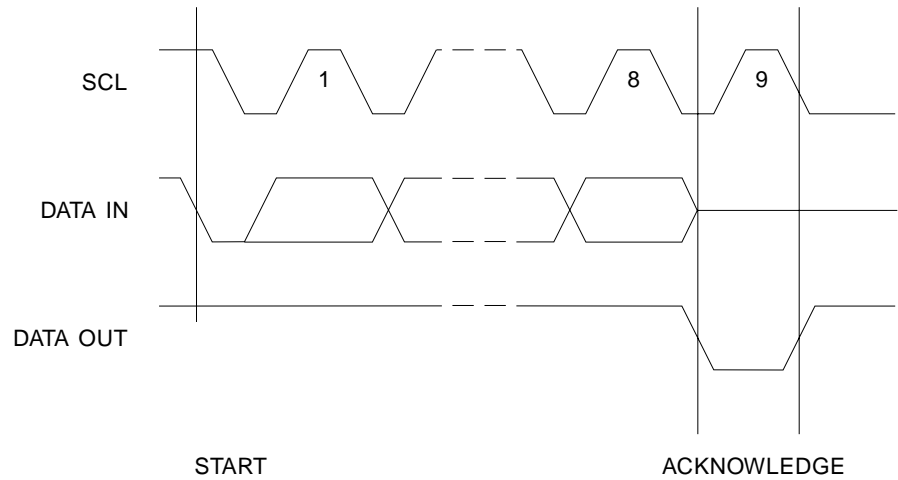 SCL
1
8
9
DATA IN
DATA OUT
START
ACKNOWLEDGE